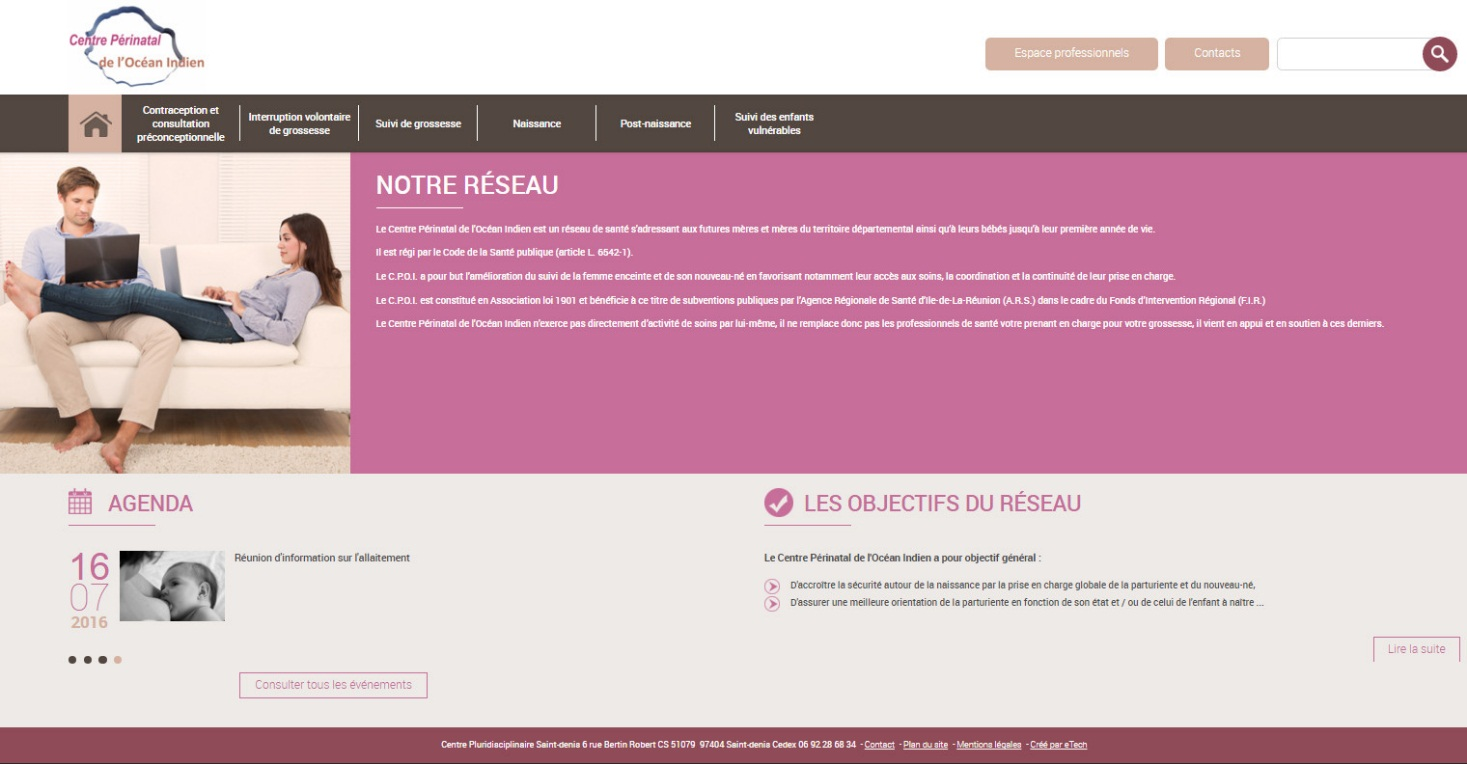 Centre Périnatal
de l'Océan Indien
Espace professionnels
Contacts
Contraception et
consultation
préconceptionnelle
Interruption volontaire
de grossesse
Suivi de grossesse
Naissance
Post-naissance
Suivi des enfants
vulnérables
NOTRE RÉSEAU
Le Centre Périnatal de l'Océan Indien est un réseau de santé s'adressant aux futures mères et mères du territoire départemental ainsi qu'à leurs bébés jusqu'à leur première année de vie.
Il est régi par le Code de la Santé publique (article L. 6542-1).
Le C.P.O.I. a pour but l'amélioration du suivi de la femme enceinte et de son nouveau-né en favorisant notamment leur accès aux soins, la coordination et la continuité de leur prise en charge.
Le C.P.O.I. est constitué en Association loi 1901 et bénéficie à ce titre de subventions publiques par l'Agence Régionale de Santé d'Ile-de-La-Réunion (A.R.S.) dans le cadre du Fonds d'Intervention Régional (F.I.R.)
Le Centre Périnatal de l'Océan Indien n'exerce pas directement d'activité de soins par lui-même, il ne remplace donc pas les professionnels de santé votre prenant en charge pour votre grossesse, il vient en appui et en soutien à ces derniers.
AGENDA
16
07
2016
Réunion d'information sur l'allaitement
Consulter tous les événements
LES OBJECTIFS DU RÉSEAU
Le Centre Périnatal de l'Océan Indien a pour objectif général :
D'accroître la sécurité autour de la naissance par la prise en charge globale de la parturiente et du nouveau-né,
D'assurer une meilleure orientation de la parturiente en fonction de son état et / ou de celui de l'enfant à naître ...
Lire la suite
Centre Pluridisciplinaire Saint-denis 6 rue Bertin Robert CS 51079 97404 Saint-denis Cedex 06 92 28 68 34 - Contact - Plan du site - Mentions légales - Créé par eTech